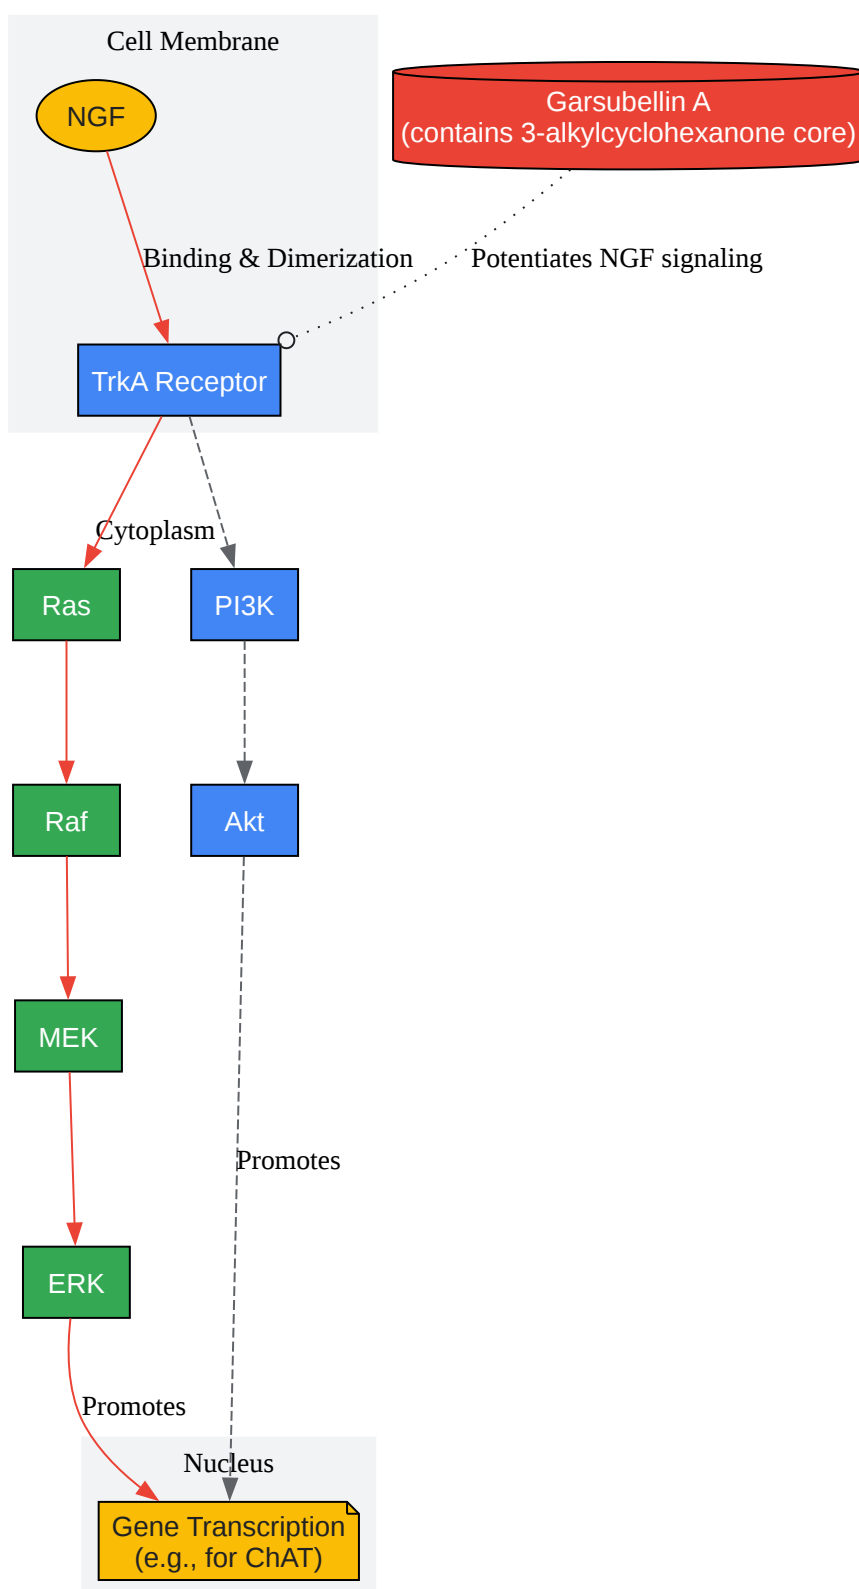 Cell Membrane
NGF
Garsubellin A
(contains 3-alkylcyclohexanone core)
Binding & Dimerization
Potentiates NGF signaling
TrkA Receptor
Cytoplasm
Ras
PI3K
Raf
Akt
MEK
Promotes
ERK
Promotes
Nucleus
Gene Transcription
(e.g., for ChAT)